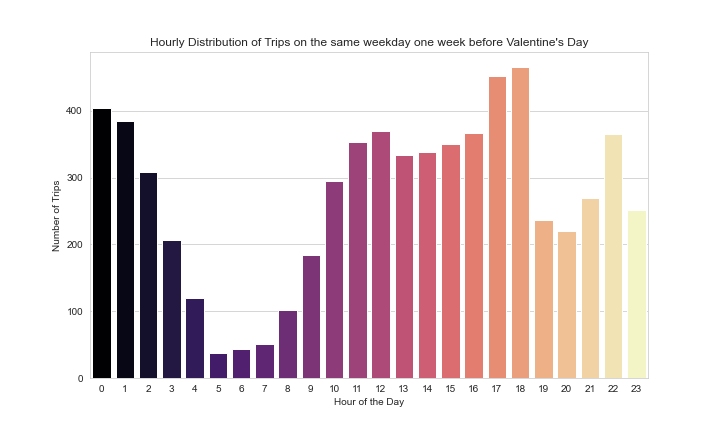 Hourly Distribution of Trips on the same weekday one week before Valentine's Day
Number of Trips
400
300
200
100
0
0 1 2 3 4 5 6 7 8 9 10 11 12 13 14 15 16 17 18 19 20 21 22 23
Hour of the Day